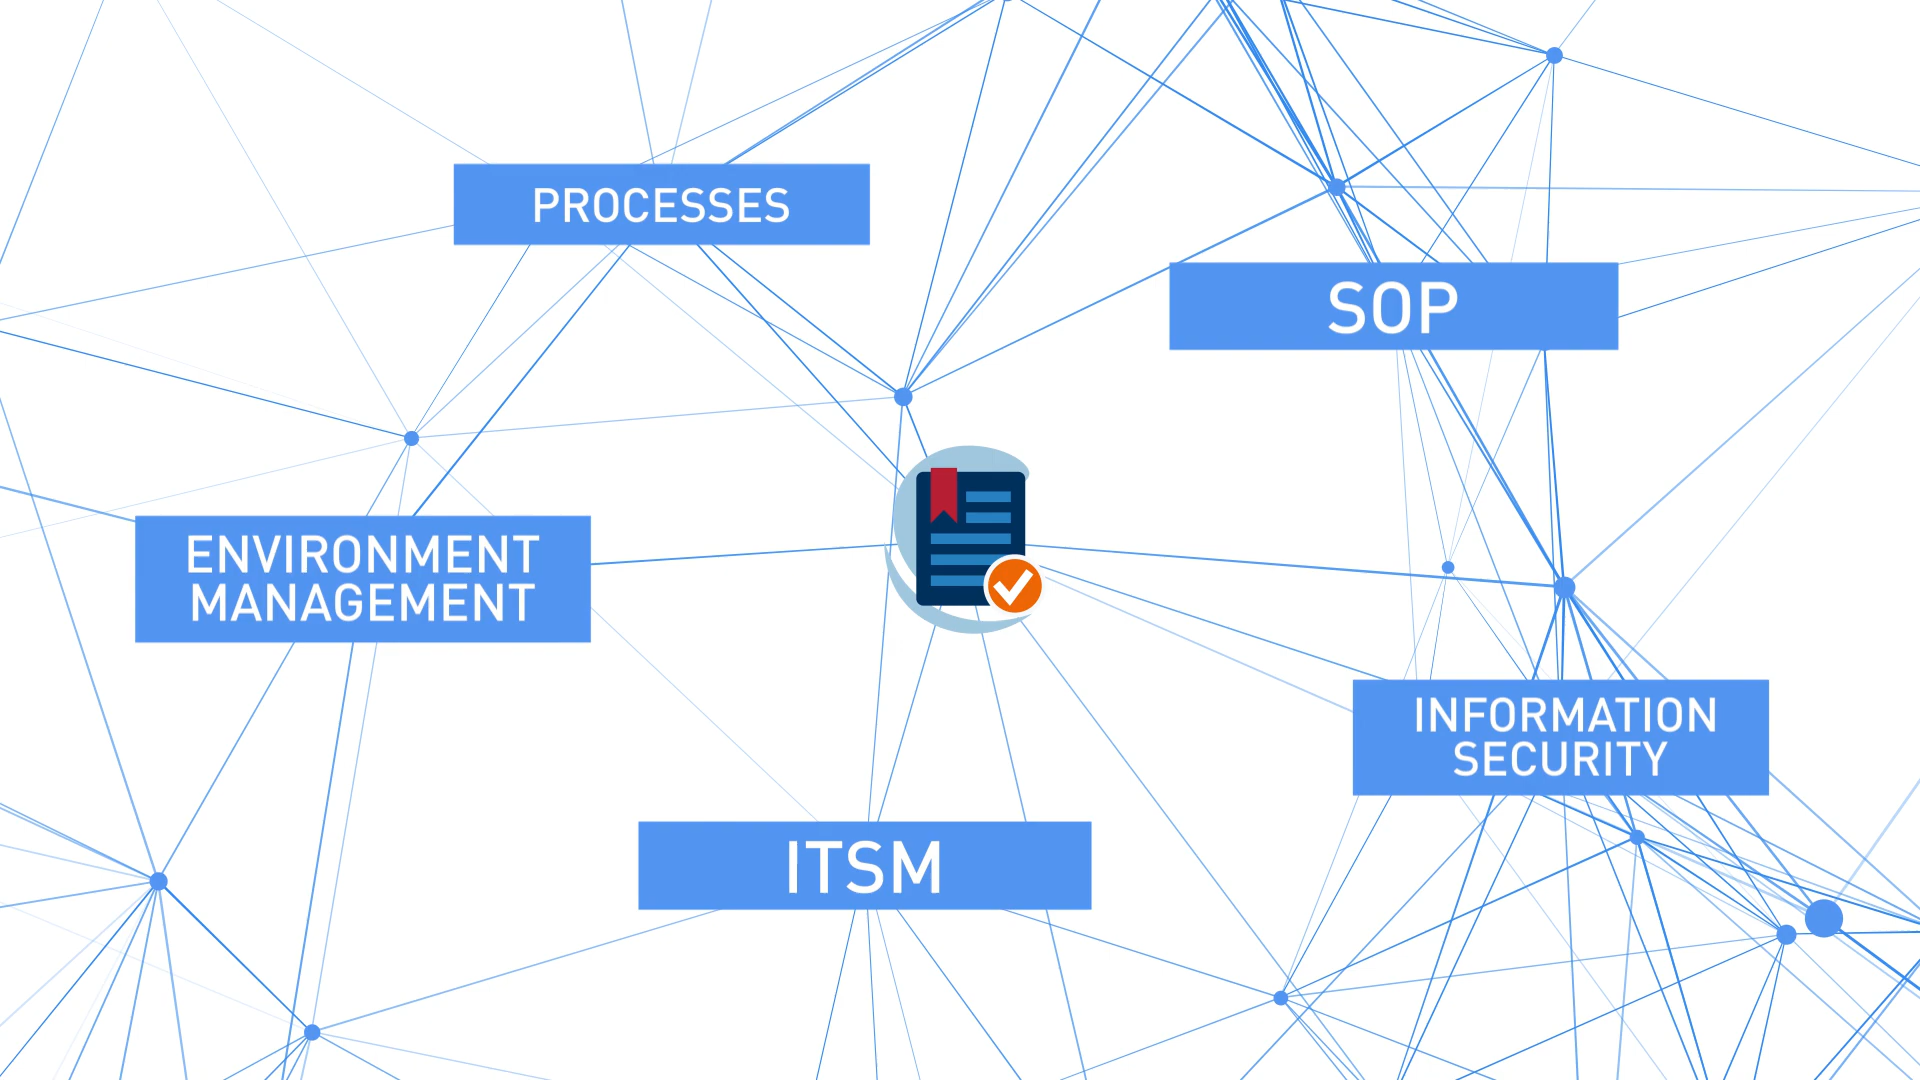 PROCESSES
SOP
ENVIRONMENT
MANAGEMENT
INFORMATION
SECURITY
ITSM